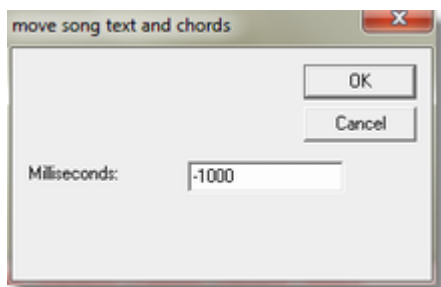 move song text and chords
OK
Cancel
Milliseconds:
-1000